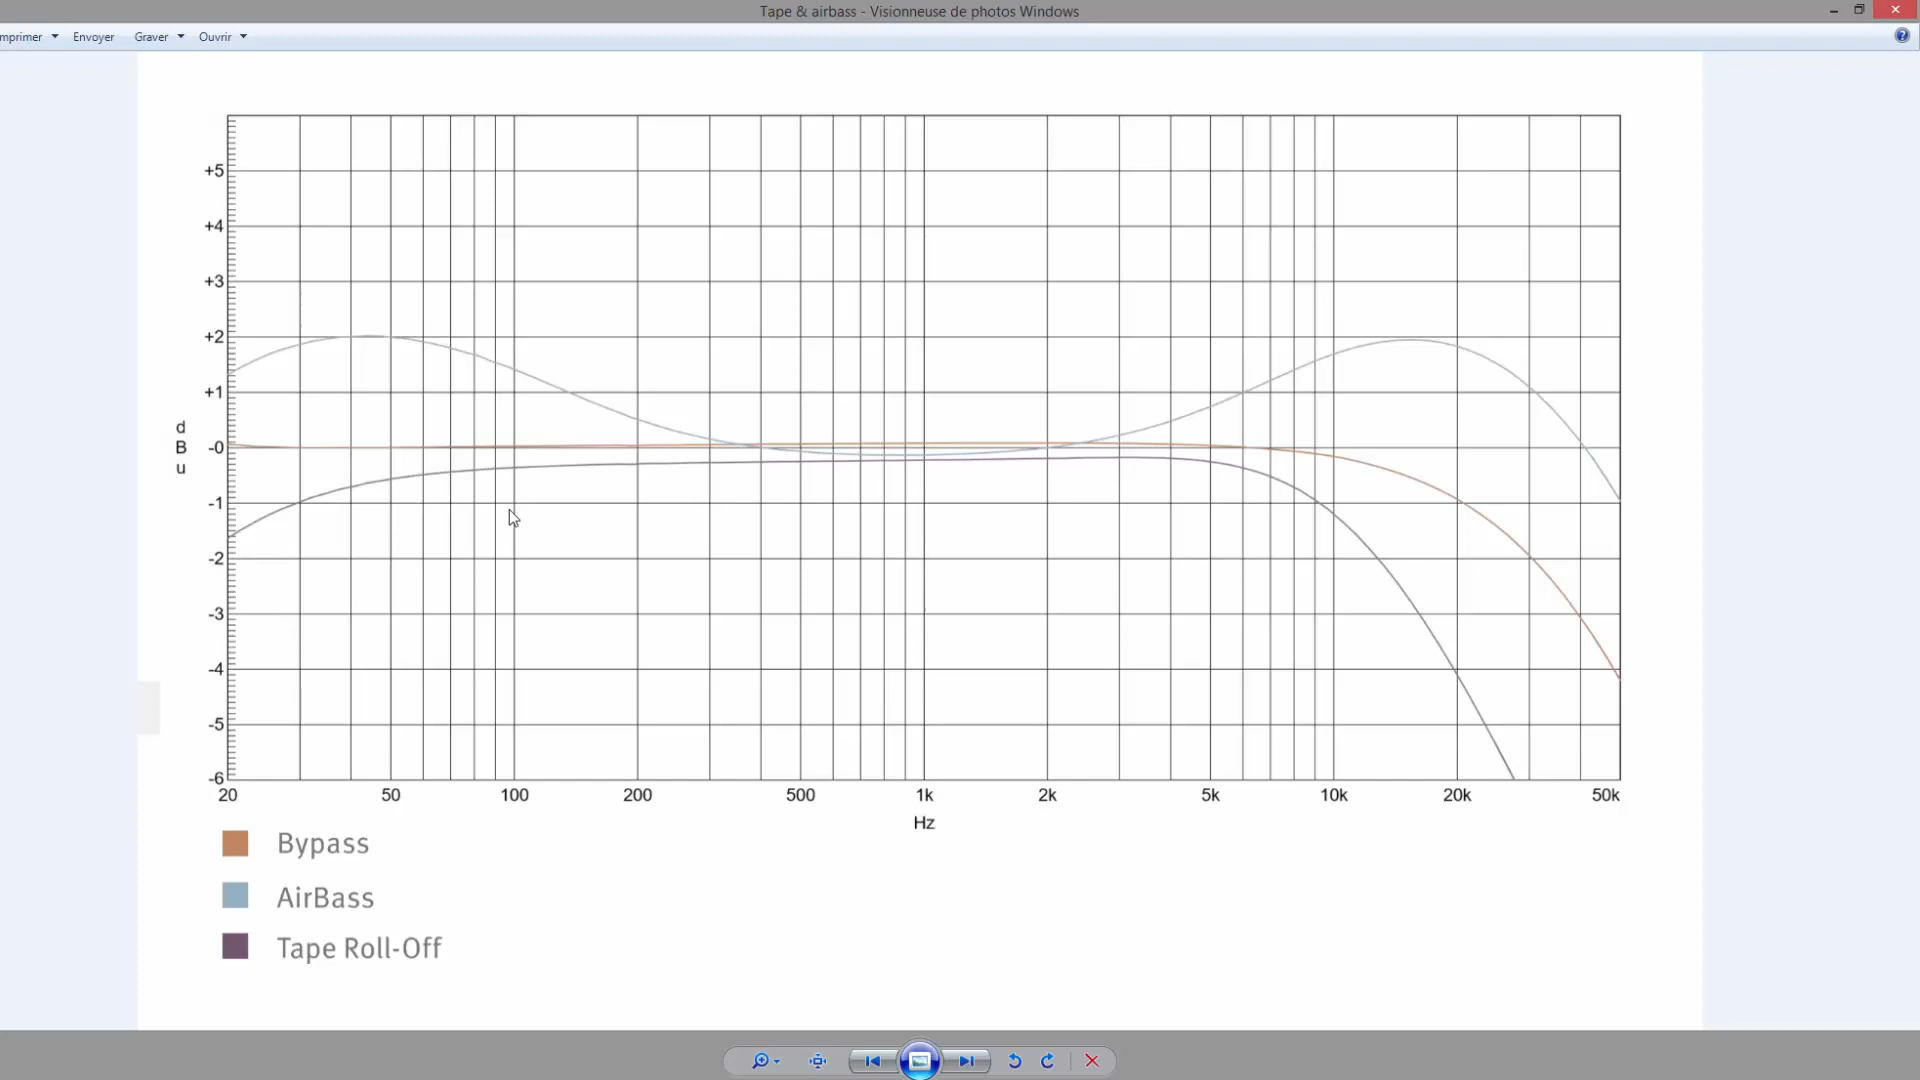 Tape & airbass - Visionneuse de photos Windows
mprimer Envoyer Graver Ouvrir
+5
+4
+3
+2
+1
-0
-1
-2
-3
-4
-5
-6
d
B
u
20 50 100 200 500 1k 2k 5k 10k 20k 50k
Hz
Bypass
AirBass
Tape Roll-Off